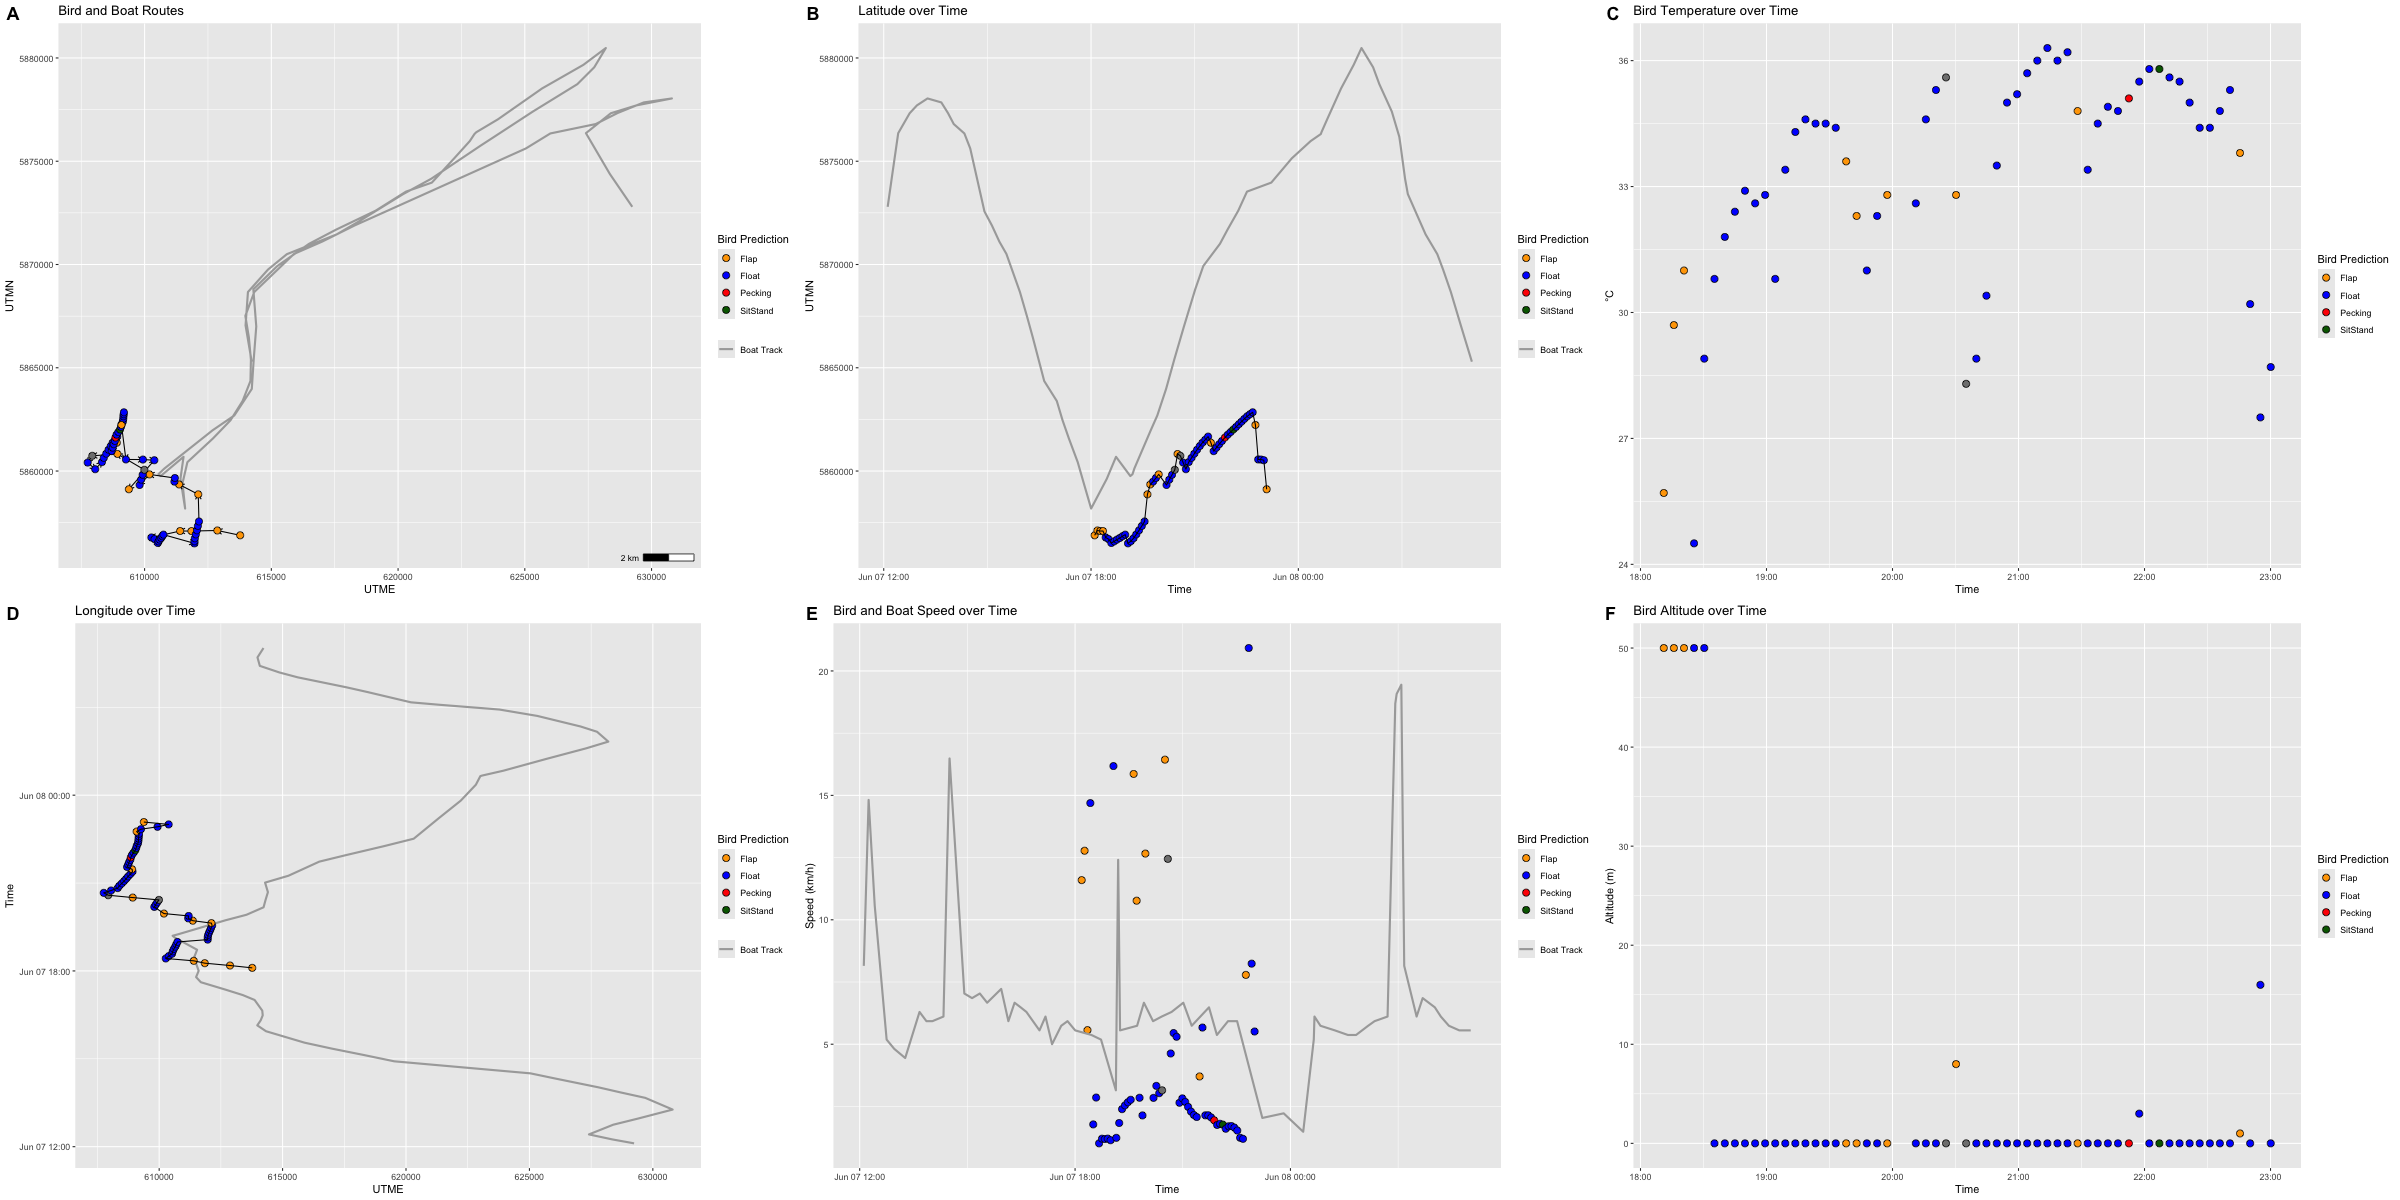 A Bird and Boat Routes
5880000
5875000
5870000
5865000
5860000
UTMN
610000 615000 620000 625000 630000
UTME
2 km
Bird Prediction
Flap
Float
Pecking
SitStand
Boat Track
B Latitude over Time
5880000
5875000
5870000
5865000
5860000
UTMN
Jun 07 12:00 Jun 07 18:00 Jun 08 00:00
Time
Bird Prediction
Flap
Float
Pecking
SitStand
Boat Track
C Bird Temperature over Time
36
33
30
27
24
°C
18:00 19:00 20:00 21:00 22:00 23:00
Time
Bird Prediction
Flap
Float
Pecking
SitStand
D Longitude over Time
Jun 08 00:00
Jun 07 18:00
Jun 07 12:00
Time
610000 615000 620000 625000 630000
UTME
Bird Prediction
Flap
Float
Pecking
SitStand
Boat Track
E Bird and Boat Speed over Time
20
15
10
5
Speed (km/h)
Jun 07 12:00 Jun 07 18:00 Jun 08 00:00
Time
Bird Prediction
Flap
Float
Pecking
SitStand
Boat Track
F Bird Altitude over Time
50
40
30
20
10
0
Altitude (m)
18:00 19:00 20:00 21:00 22:00 23:00
Time
Bird Prediction
Flap
Float
Pecking
SitStand